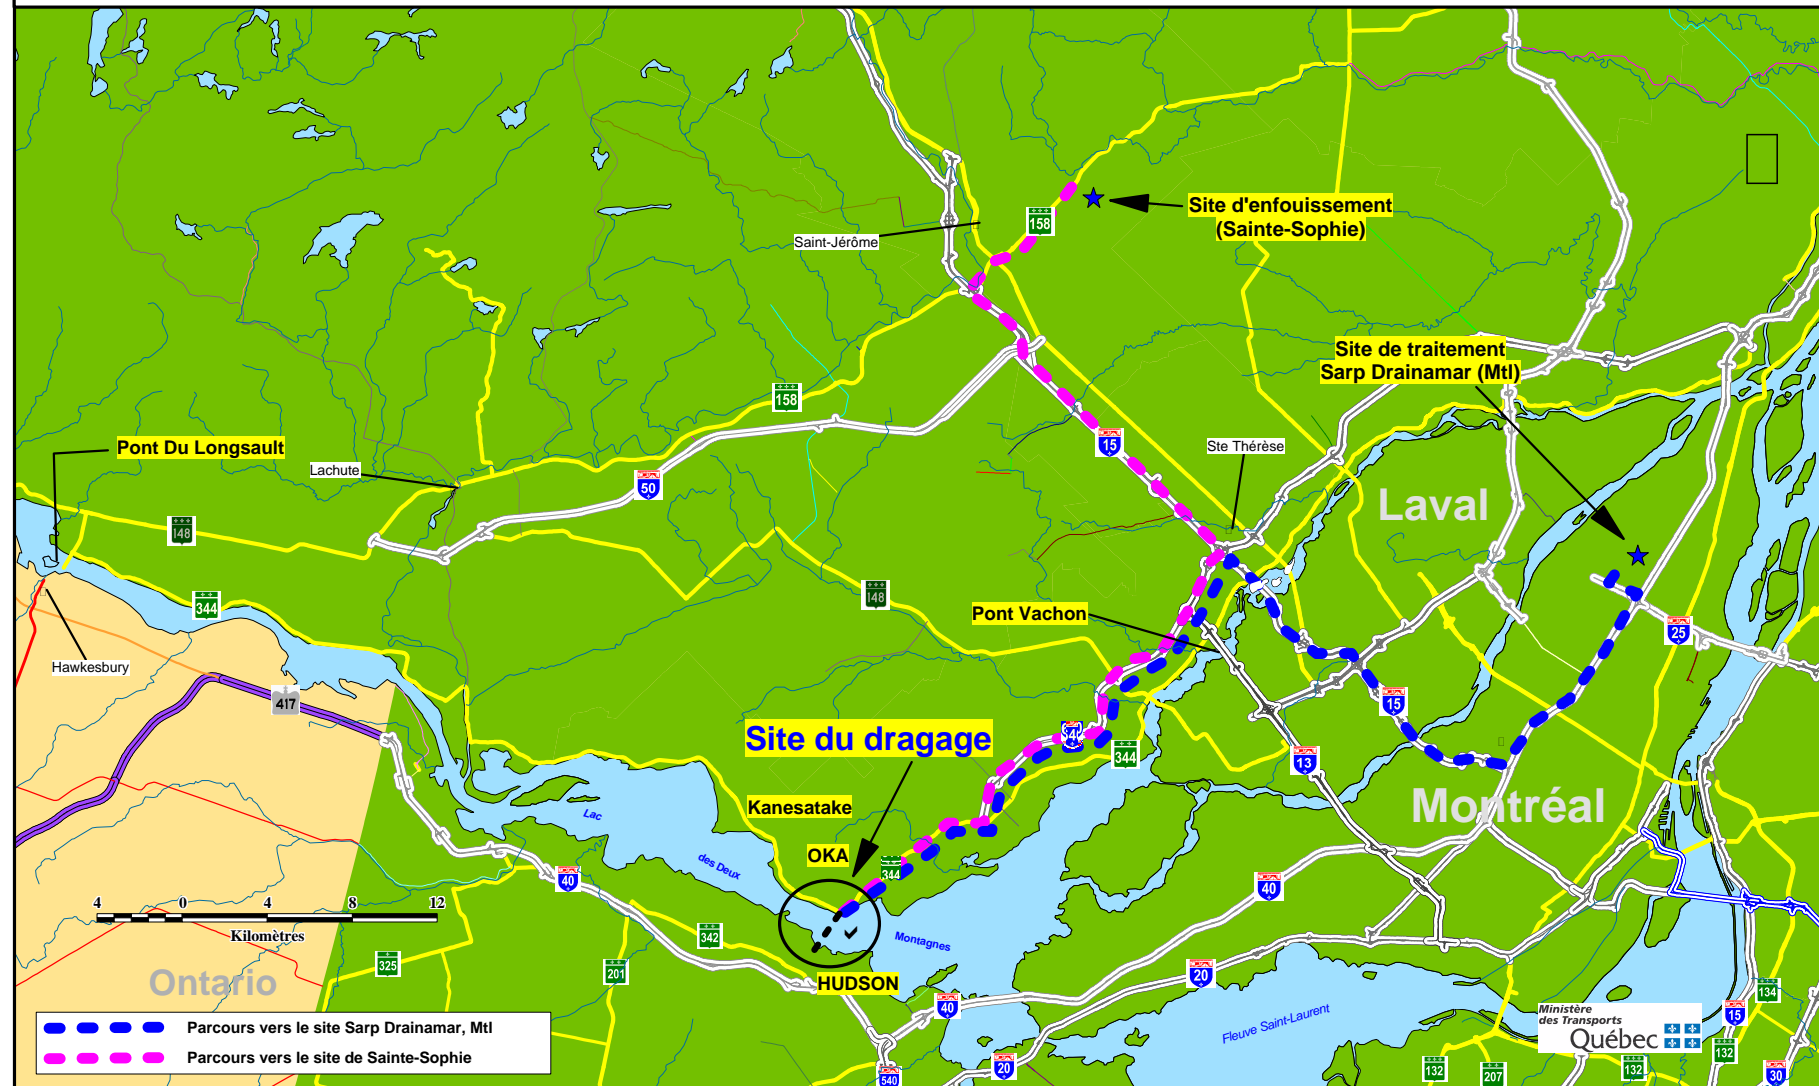 Site d'enfouissement
(Sainte-Sophie)
158
Saint-Jérôme
Site de traitement
Sarp Drainamar (Mtl)
158
15
Ste Thérèse
Pont Du Longsault
Lachute
50
Laval
148
344
148
Pont Vachon
25
Hawkesbury
417
15
Site du dragage
640
344
13
Kanesatake
Montréal
Lac
des Deux
Montagnes
OKA
344
40
40
4 0 4 8 12
Kilomètres
342
325
201
Ontario
HUDSON
20
40
Fleuve Saint-Laurent
134
15
Ministère
des Transports
Québec
Parcours vers le site Sarp Drainamar, Mtl
Parcours vers le site de Sainte-Sophie
540
20
132
207
132
132
30